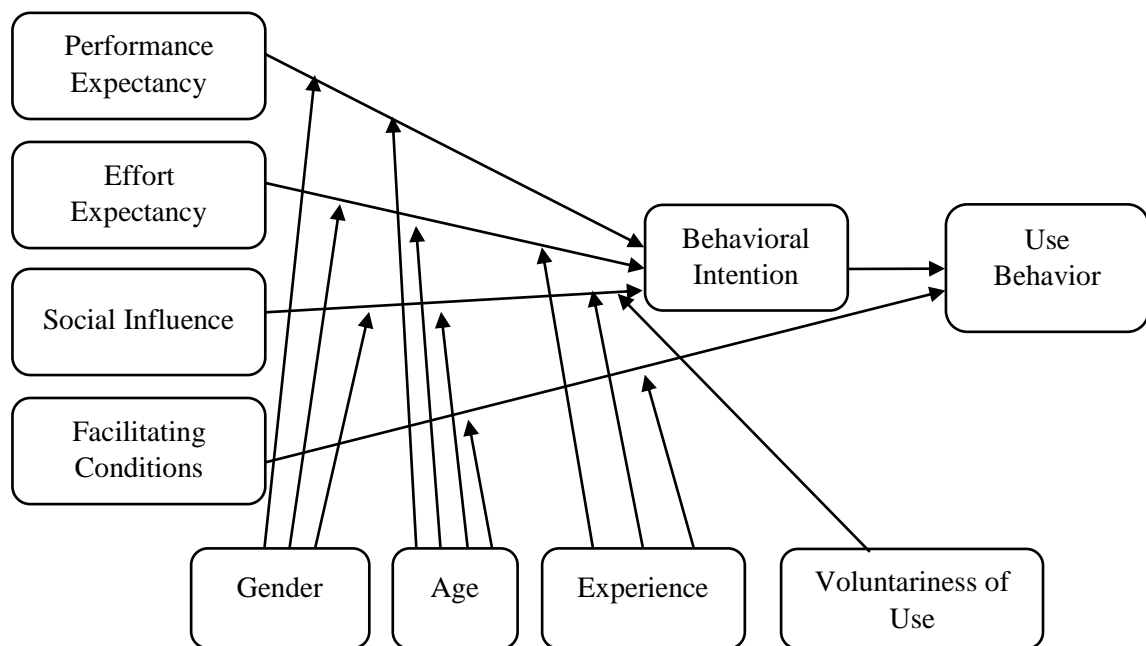 Performance
Expectancy
Effort
Expectancy
Social Influence
Facilitating
Conditions
Behavioral
Intention
Use
Behavior
Gender
Age
Experience
Voluntariness of
Use